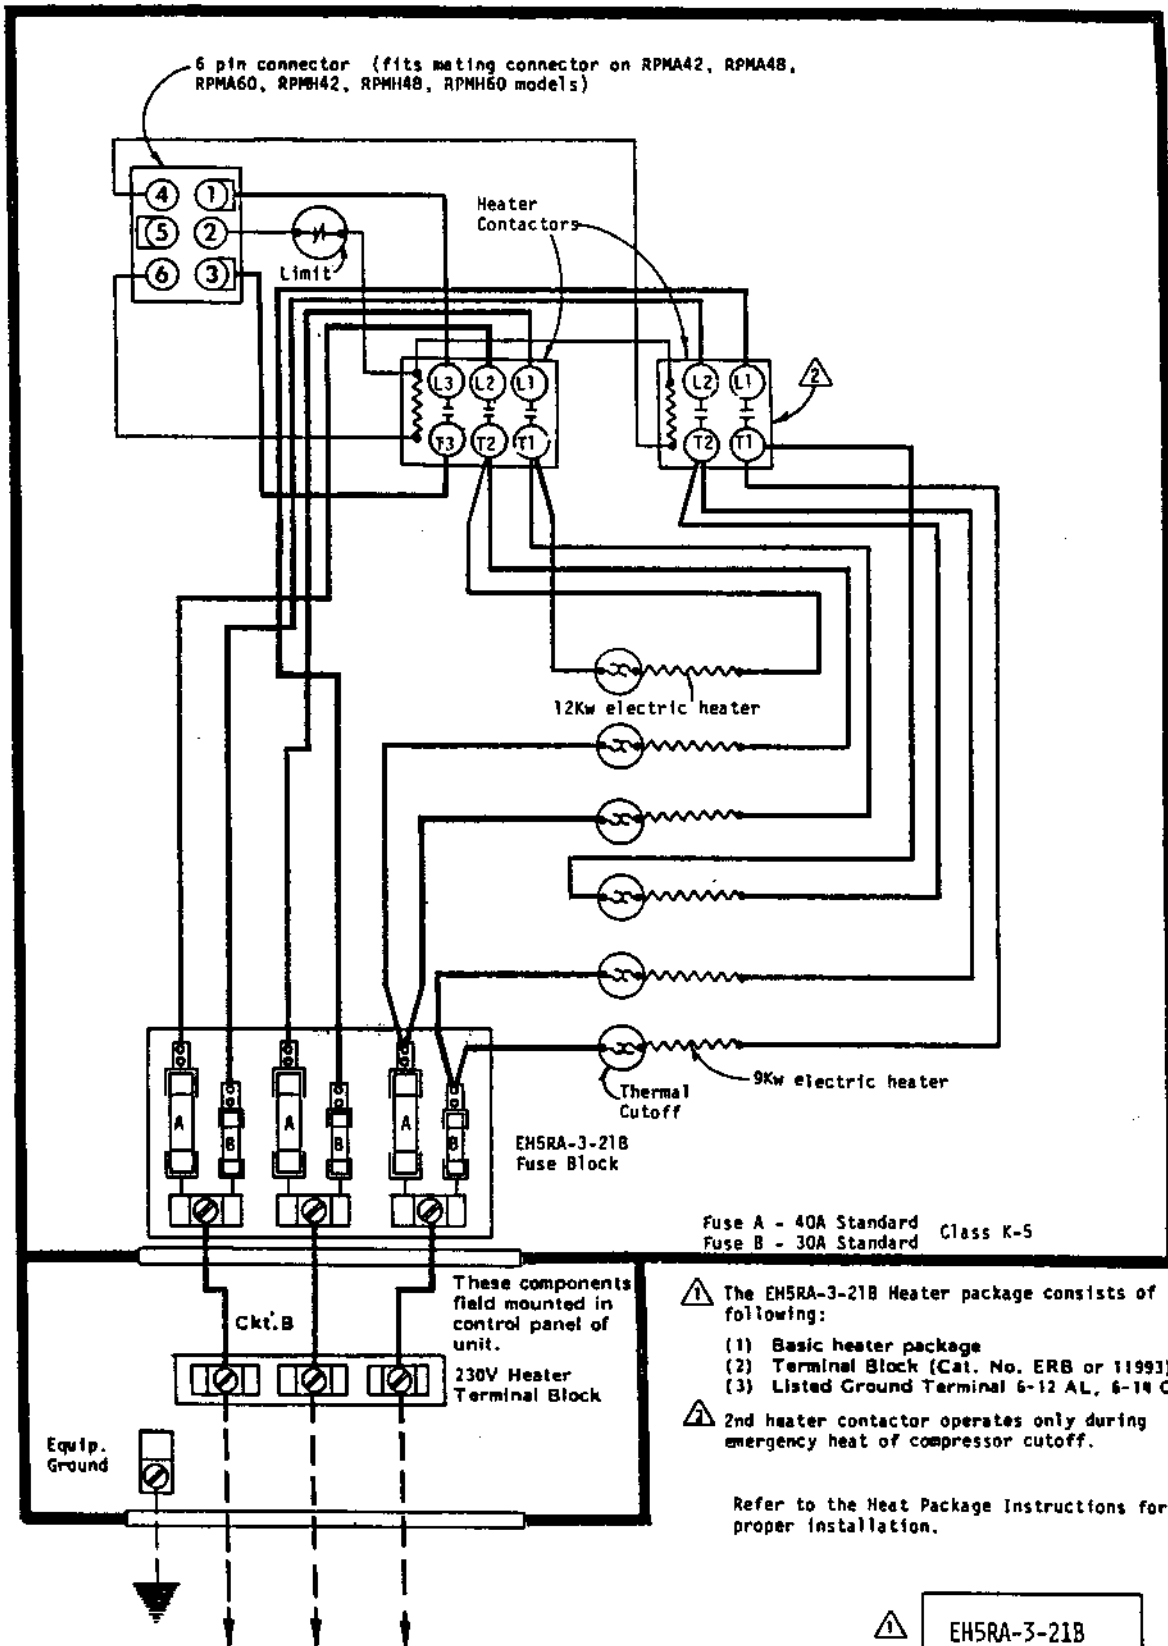 6 pin connector (fits mating connector on RPMA42, RPMA48,
RPMA60, RPMH42, RPMH48, RPMH60 models)
4 1
5 2
6 3
Limit
Heater
Contactors
L3 L2 L1
T3 T2 T1
L2 L1
T2 T1
2
12Kw electric heater
9Kw electric heater
Thermal
Cutoff
A B A B A B
EH5RA-3-21B
Fuse Block
Fuse A - 40A Standard
Fuse B - 30A Standard
Class K-5
These components
field mounted in
control panel of
unit.
Ckt.B
230V Heater
Terminal Block
Equip.
Ground
1 The EH5RA-3-21B Heater package consists of
following:
(1) Basic heater package
(2) Terminal Block (Cat. No. ERB or 11993)
(3) Listed Ground Terminal 6-12 AL, 6-14 C
2 2nd heater contactor operates only during
emergency heat of compressor cutoff.
Refer to the Heat Package Instructions for
proper installation.
1 EH5RA-3-21B